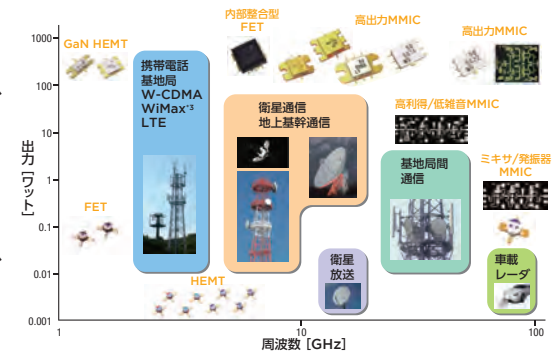 内部整合型
FET
高出力MMIC
高出力MMIC
GaN HEMT
携帯電話
基地局
W-CDMA
WiMax*3
LTE
衛星通信
地上基幹通信
高利得/低雑音MMIC
基地局間
通信
ミキサ/発振器
MMIC
FET
HEMT
衛星
放送
車載
レーダ
出力[ワット]
1000
100
10
1
0.1
0.01
0.001
1
10
100
周波数 [GHz]